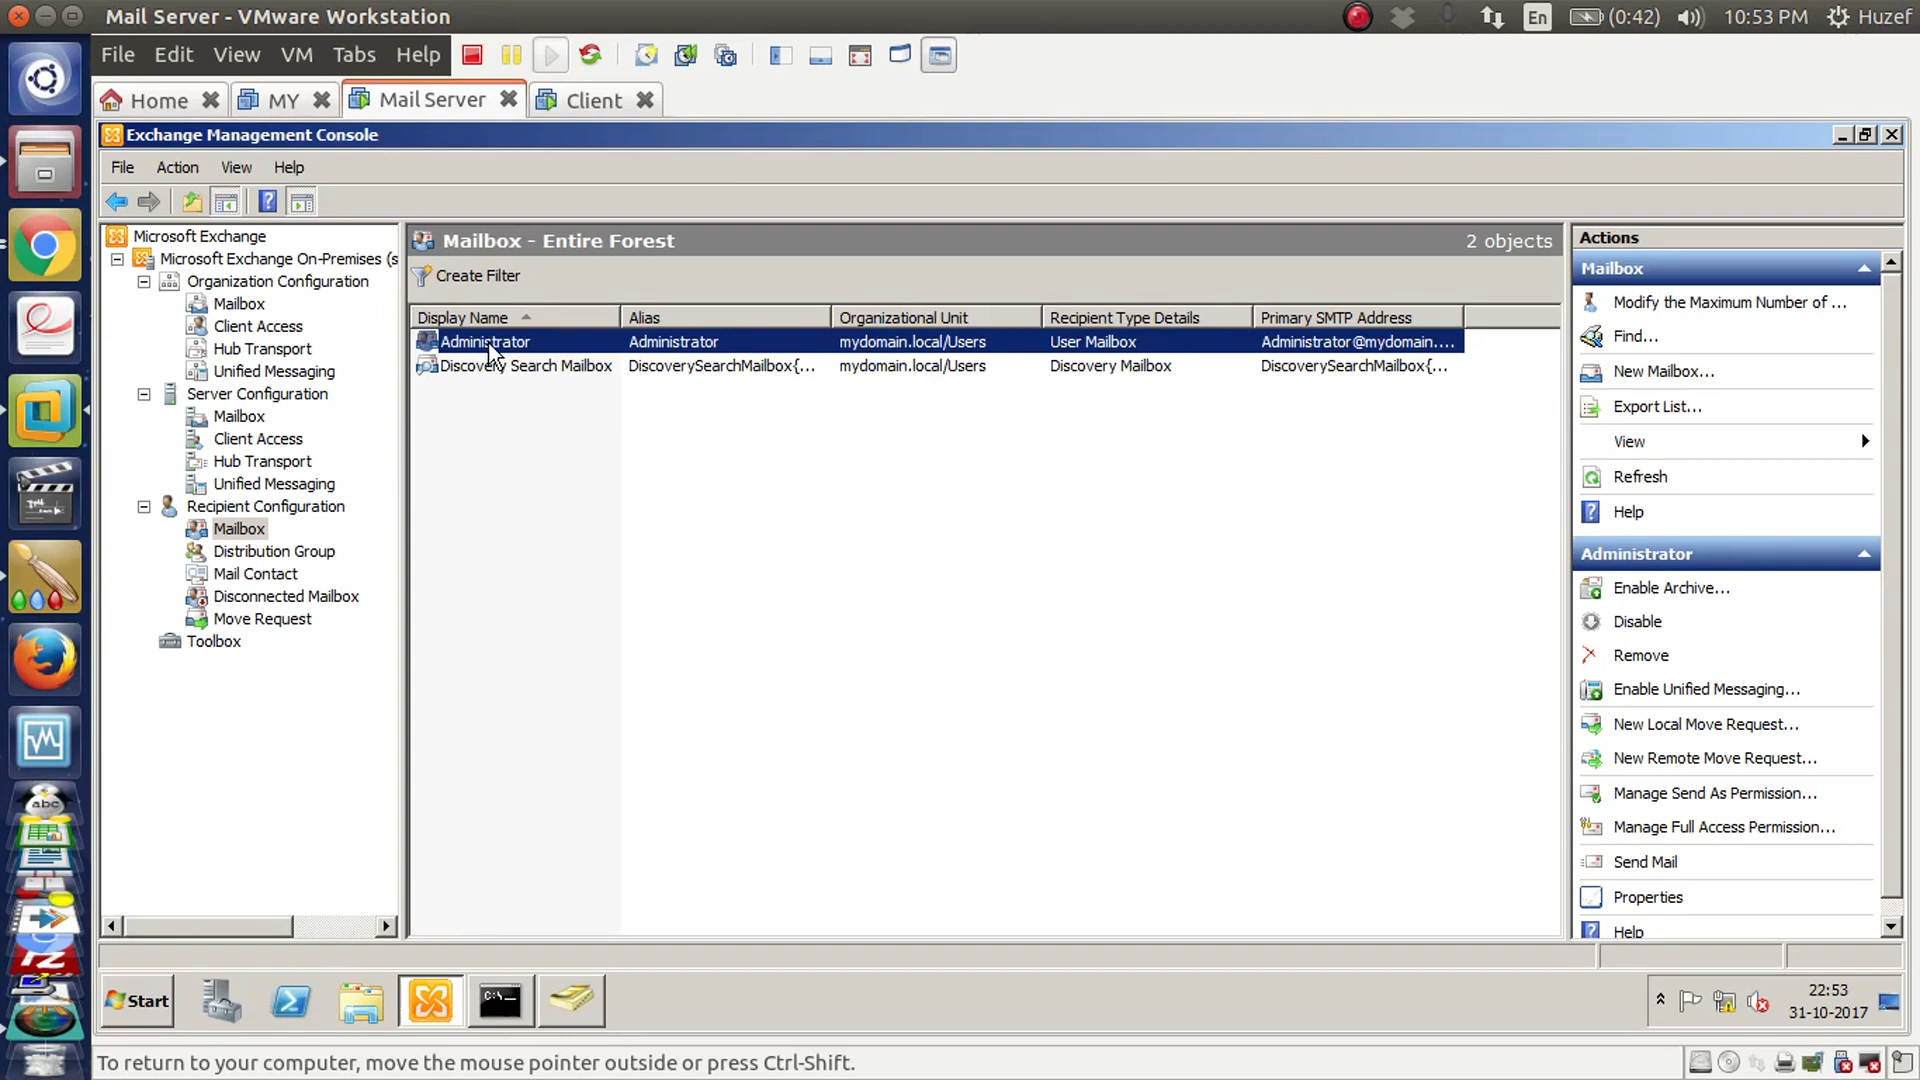 Mail Server - VMware Workstation
En
(0:42)
10:53 PM
Huzef
File Edit View VM Tabs Help
Home
MY
Mail Server
Client
Exchange Management Console
File Action View Help
Microsoft Exchange
Microsoft Exchange On-Premises (s
Organization Configuration
Mailbox
Client Access
Hub Transport
Unified Messaging
Server Configuration
Mailbox
Client Access
Hub Transport
Unified Messaging
Recipient Configuration
Mailbox
Distribution Group
Mail Contact
Disconnected Mailbox
Move Request
Toolbox
Mailbox - Entire Forest
2 objects
Create Filter
Display Name Alias Organizational Unit Recipient Type Details Primary SMTP Address
Administrator Administrator mydomain.local/Users User Mailbox Administrator@mydomain....
Discovery Search Mailbox DiscoverySearchMailbox{... mydomain.local/Users Discovery Mailbox DiscoverySearchMailbox{...
Actions
Mailbox
Modify the Maximum Number of ...
Find...
New Mailbox...
Export List...
View
Refresh
Help
Administrator
Enable Archive...
Disable
Remove
Enable Unified Messaging...
New Local Move Request...
New Remote Move Request...
Manage Send As Permission...
Manage Full Access Permission...
Send Mail
Properties
Help
Start
C:\
22:53
31-10-2017
To return to your computer, move the mouse pointer outside or press Ctrl-Shift.
abc